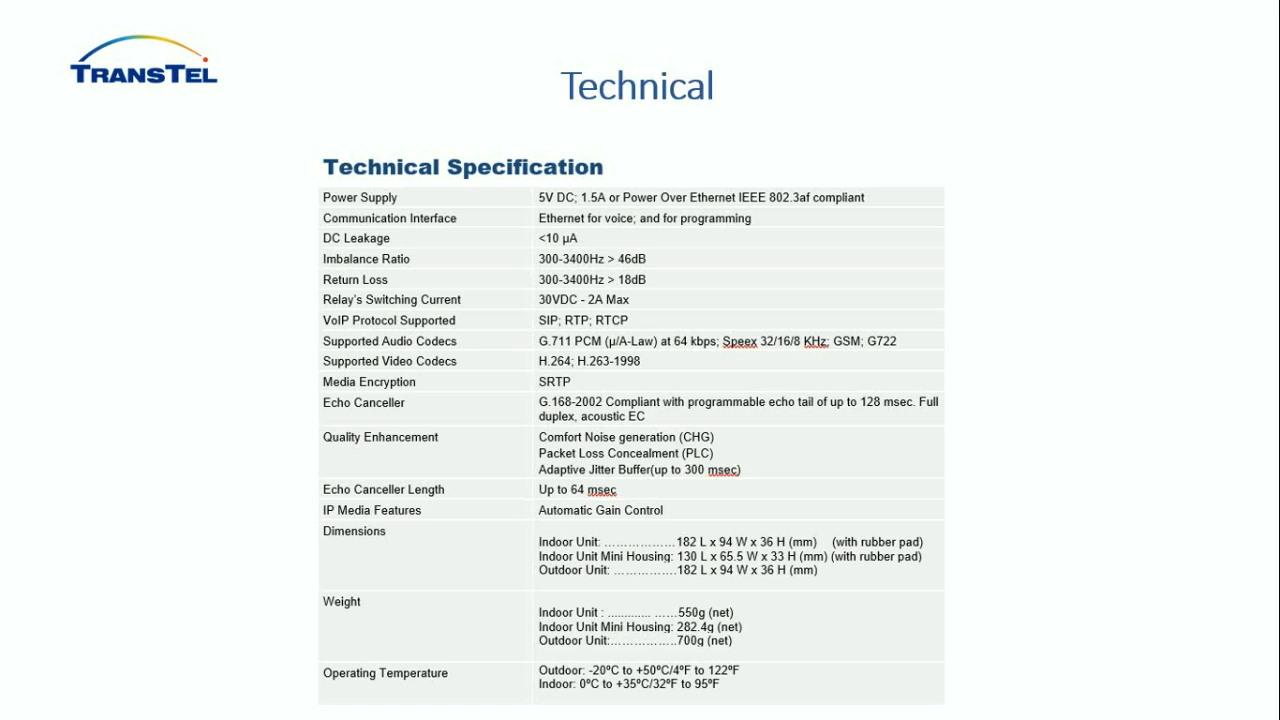 TRANSTEL
Technical
Technical Specification
Power Supply 5V DC; 1.5A or Power Over Ethernet IEEE 802.3af compliant
Communication Interface Ethernet for voice; and for programming
DC Leakage <10 µA
Imbalance Ratio 300-3400Hz > 46dB
Return Loss 300-3400Hz > 18dB
Relay's Switching Current 30VDC - 2A Max
VoIP Protocol Supported SIP; RTP; RTCP
Supported Audio Codecs G.711 PCM (µ/A-Law) at 64 kbps; Speex 32/16/8 KHz; GSM; G722
Supported Video Codecs H.264; H.263-1998
Media Encryption SRTP
Echo Canceller G.168-2002 Compliant with programmable echo tail of up to 128 msec. Full
duplex, acoustic EC
Quality Enhancement Comfort Noise generation (CHG)
Packet Loss Concealment (PLC)
Adaptive Jitter Buffer(up to 300 msec)
Echo Canceller Length Up to 64 msec
IP Media Features Automatic Gain Control
Dimensions
Indoor Unit: ………………182 L x 94 W x 36 H (mm) (with rubber pad)
Indoor Unit Mini Housing: 130 L x 65.5 W x 33 H (mm) (with rubber pad)
Outdoor Unit: …………….182 L x 94 W x 36 H (mm)
Weight
Indoor Unit : ............. ……550g (net)
Indoor Unit Mini Housing: 282.4g (net)
Outdoor Unit:……………..700g (net)
Operating Temperature Outdoor: -20ºC to +50ºC/4ºF to 122ºF
Indoor: 0ºC to +35ºC/32ºF to 95ºF